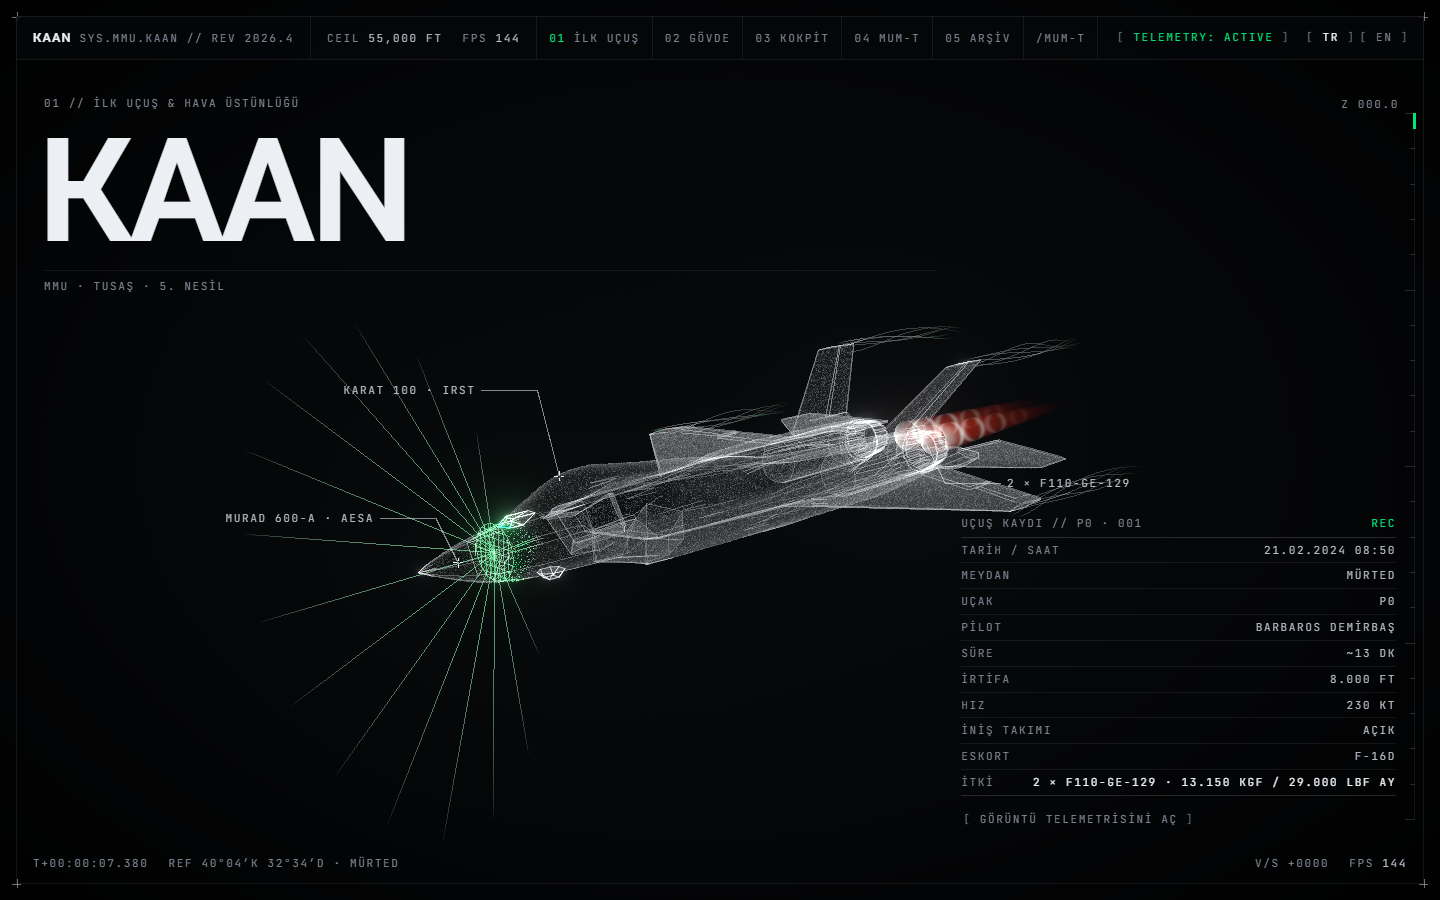 KAAN SYS.MMU.KAAN // REV 2026.4 CEIL 55,000 FT FPS 144 01 İLK UÇUŞ 02 GÖVDE 03 KOKPİT 04 MUM-T 05 ARŞİV /MUM-T [ TELEMETRY: ACTIVE ] [ TR ] [ EN ]
01 // İLK UÇUŞ & HAVA ÜSTÜNLÜĞÜ
Z 000.0
KAAN
MMU · TUSAŞ · 5. NESİL
KARAT 100 · IRST
MURAD 600-A · AESA
2 × F110-GE-129
UÇUŞ KAYDI // P0 · 001 REC
TARİH / SAAT 21.02.2024 08:50
MEYDAN MÜRTED
UÇAK P0
PİLOT BARBAROS DEMİRBAŞ
SÜRE ~13 DK
İRTİFA 8.000 FT
HIZ 230 KT
İNİŞ TAKIMI AÇIK
ESKORT F-16D
İTKİ 2 × F110-GE-129 · 13.150 KGF / 29.000 LBF AY
[ GÖRÜNTÜ TELEMETRİSİNİ AÇ ]
T+00:00:07.380 REF 40°04′K 32°34′D · MÜRTED V/S +0000 FPS 144